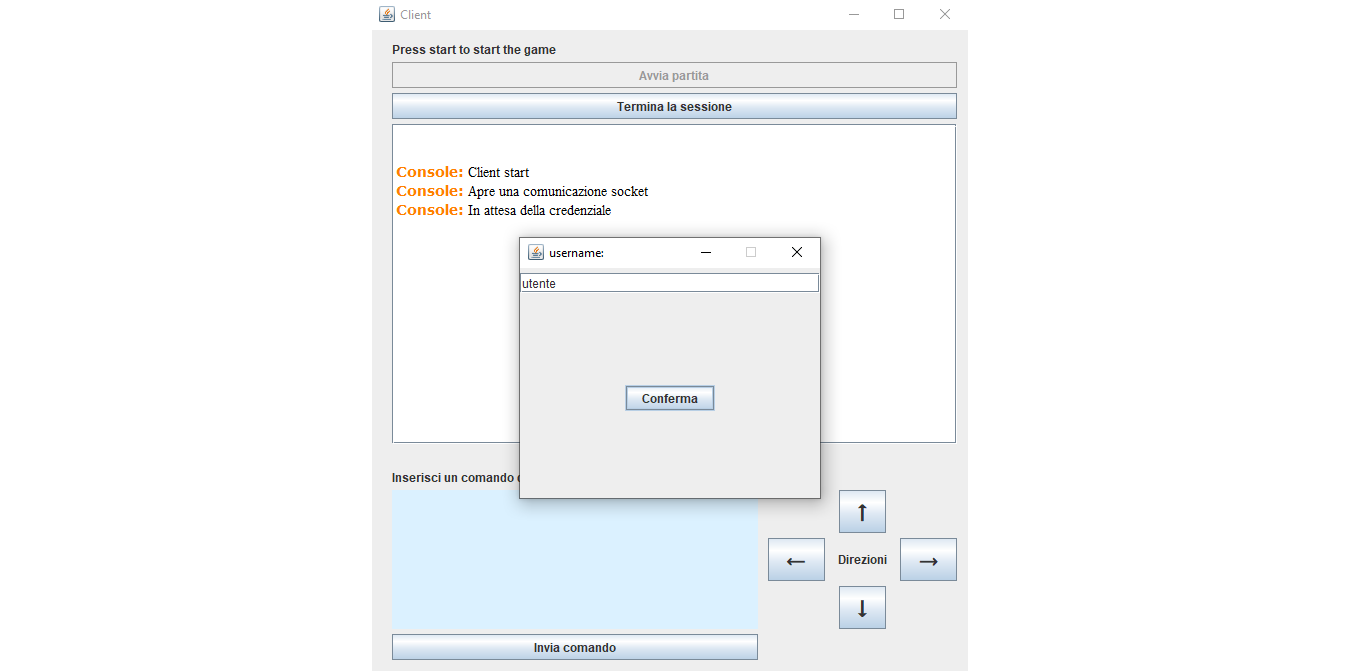 Client
Press start to start the game
Avvia partita
Termina la sessione
Console: Client start
Console: Apre una comunicazione socket
Console: In attesa della credenziale
username:
utente
Conferma
Inserisci un comando
↑
← Direzioni →
↓
Invia comando